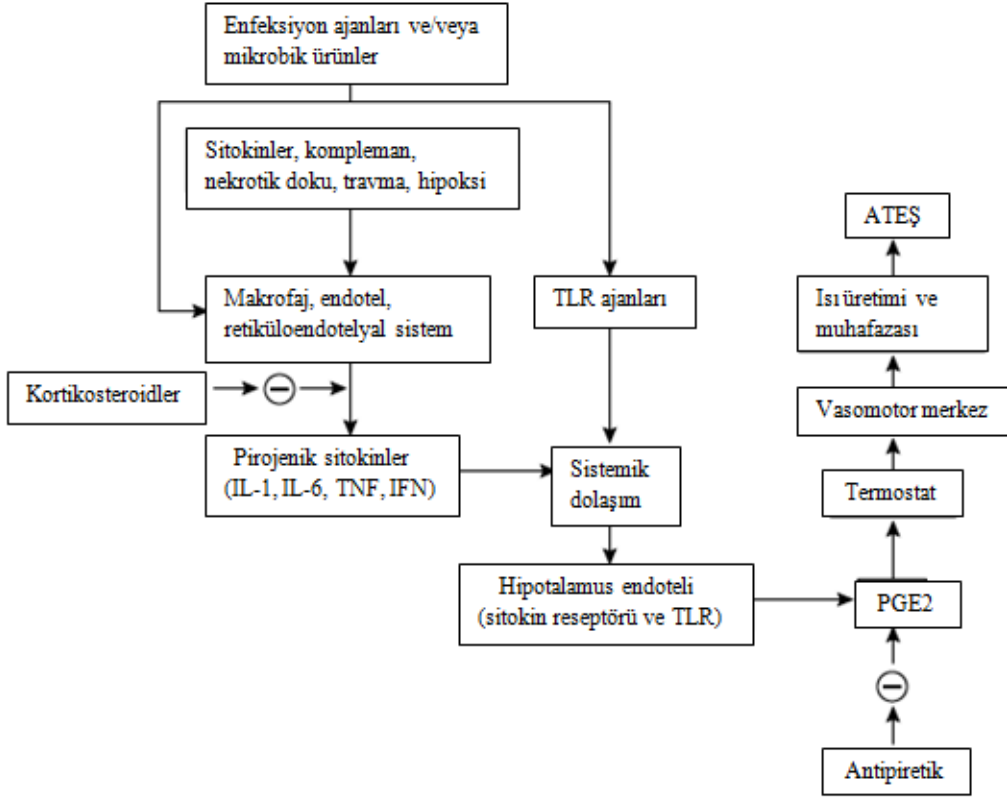 Enfeksiyon ajanları ve/veya
mikrobik ürünler
Sitokinler, kompleman,
nekrotik doku, travma, hipoksi
ATEŞ
Makrofaj, endotel,
retiküloendotelyal sistem
TLR ajanları
Isı üretimi ve
muhafazası
Kortikosteroidler
Vasomotor merkez
Pirojenik sitokinler
(IL-1, IL-6, TNF, IFN)
Sistemik
dolaşım
Termostat
Hipotalamus endoteli
(sitokin reseptörü ve TLR)
PGE2
Antipiretik